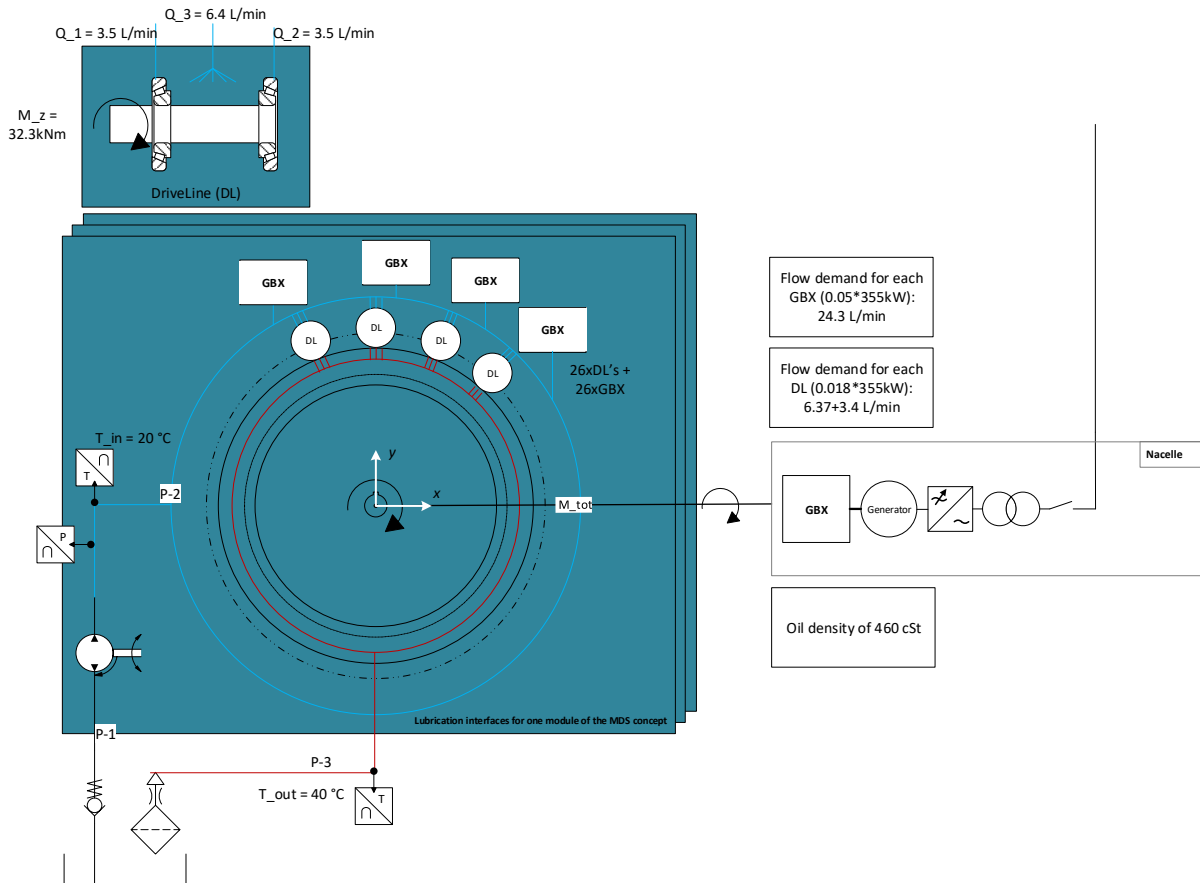 Q_3 = 6.4 L/min
Q_1 = 3.5 L/min
Q_2 = 3.5 L/min
M_z =
32.3kNm
DriveLine (DL)
GBX
GBX
GBX
GBX
DL
DL
DL
DL
26xDL's +
26xGBX
T_in = 20 °C
T
P-2
P
y
x
M_tot
P-1
Lubrication interfaces for one module of the MDS concept
P-3
T_out = 40 °C
T
Flow demand for each
GBX (0.05*355kW):
24.3 L/min
Flow demand for each
DL (0.018*355kW):
6.37+3.4 L/min
Nacelle
GBX
Generator
Oil density of 460 cSt